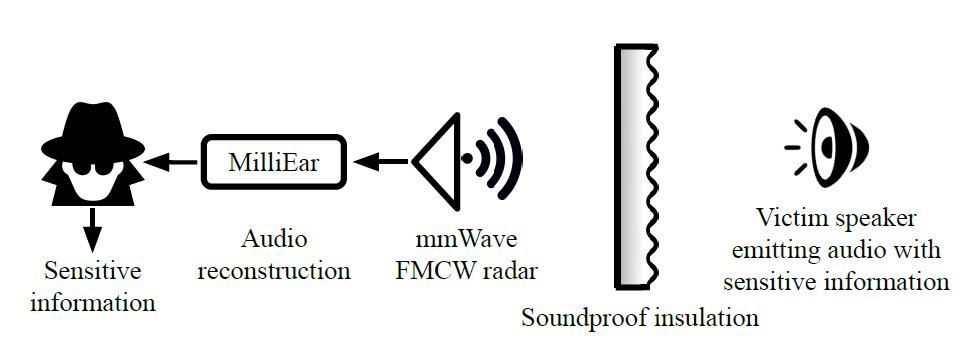 MilliEar
Sensitive
information
Audio
reconstruction
mmWave
FMCW radar
Soundproof insulation
Victim speaker
emitting audio with
sensitive information